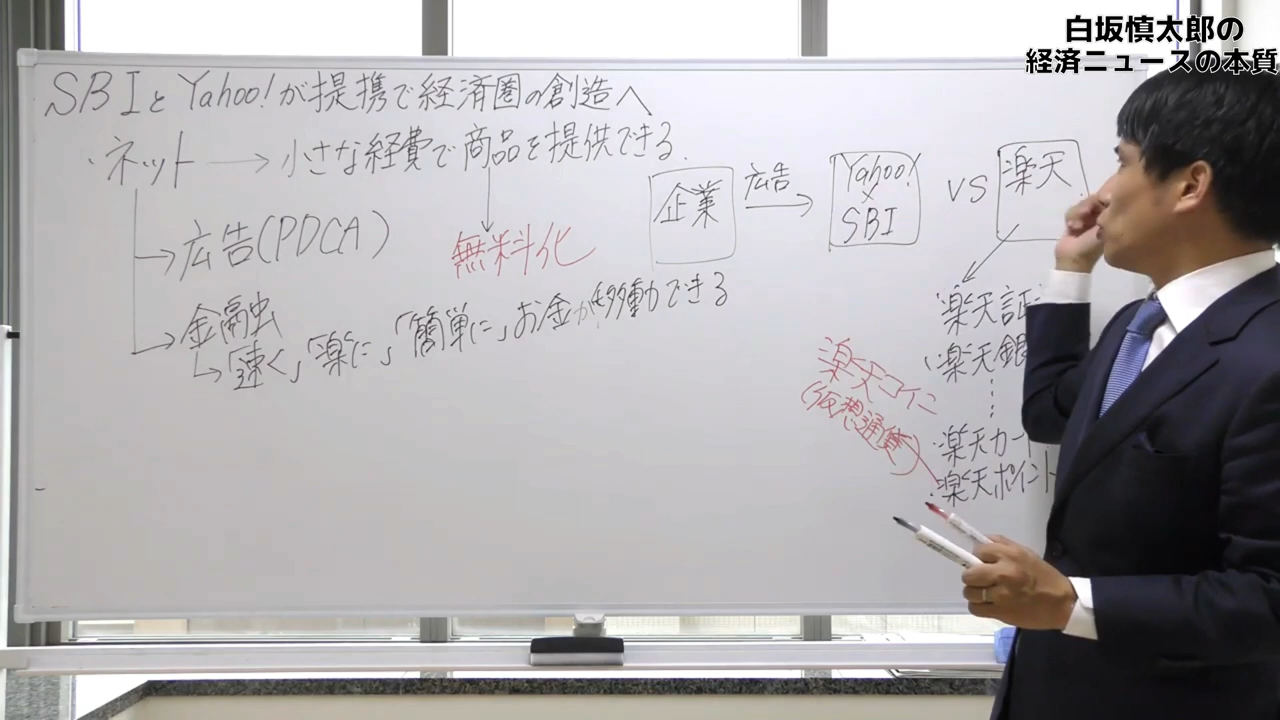 白坂慎太郎の
経済ニュースの本質
SBIとYahoo!が提携で経済圏の創造へ
・ネット → 小さな経費で商品を提供できる.
→広告(PDCA)
↓
無料化
→金融
↳「速く」「楽に」「簡単に」お金が移動できる
企業
広告
→
Yahoo!
×
SBI
VS
楽天
・楽天証
・楽天銀
⋮
・楽天カー
・楽天ポイント
楽天コイン
(仮想通貨)